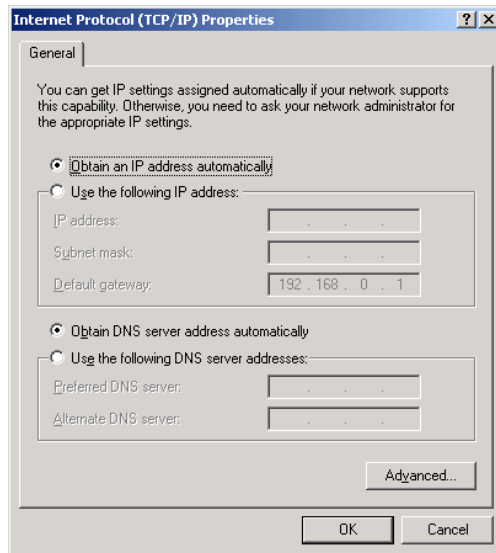 Internet Protocol (TCP/IP) Properties
General
You can get IP settings assigned automatically if your network supports
this capability. Otherwise, you need to ask your network administrator for
the appropriate IP settings.
Obtain an IP address automatically
Use the following IP address:
IP address:
Subnet mask:
Default gateway: 192 . 168 . 0 . 1
Obtain DNS server address automatically
Use the following DNS server addresses:
Preferred DNS server:
Alternate DNS server:
Advanced...
OK Cancel